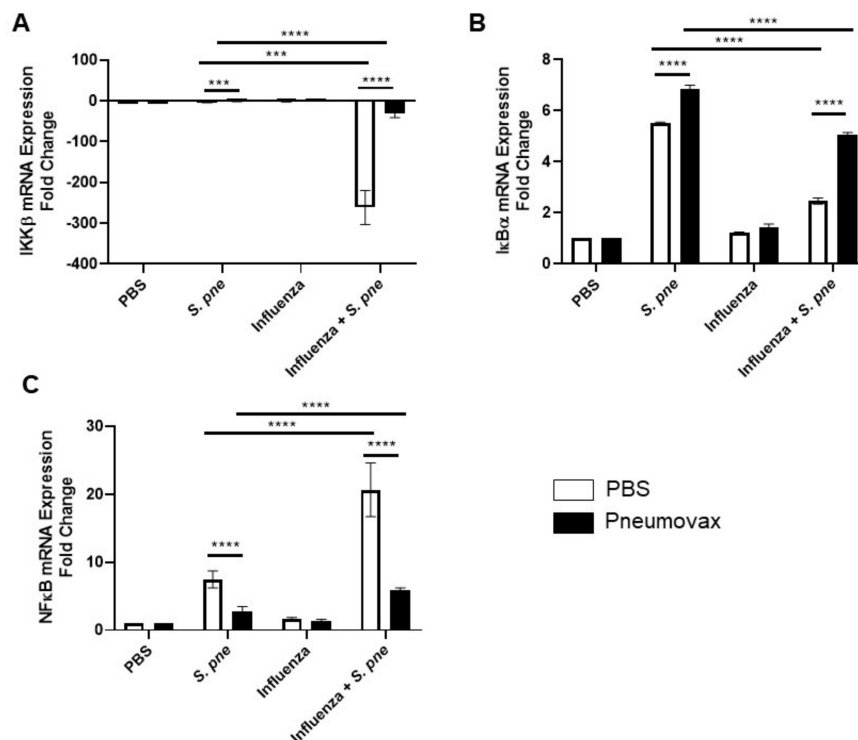 A
****
***
***
****
100
0
-100
-200
-300
-400
IKKβ mRNA Expression
Fold Change
PBS
S. pne
Influenza
Influenza + S. pne
B
****
****
****
****
8
6
4
2
0
IκBα mRNA Expression
Fold Change
PBS
S. pne
Influenza
Influenza + S. pne
C
****
****
****
****
30
20
10
0
NFκB mRNA Expression
Fold Change
PBS
S. pne
Influenza
Influenza + S. pne
PBS
Pneumovax